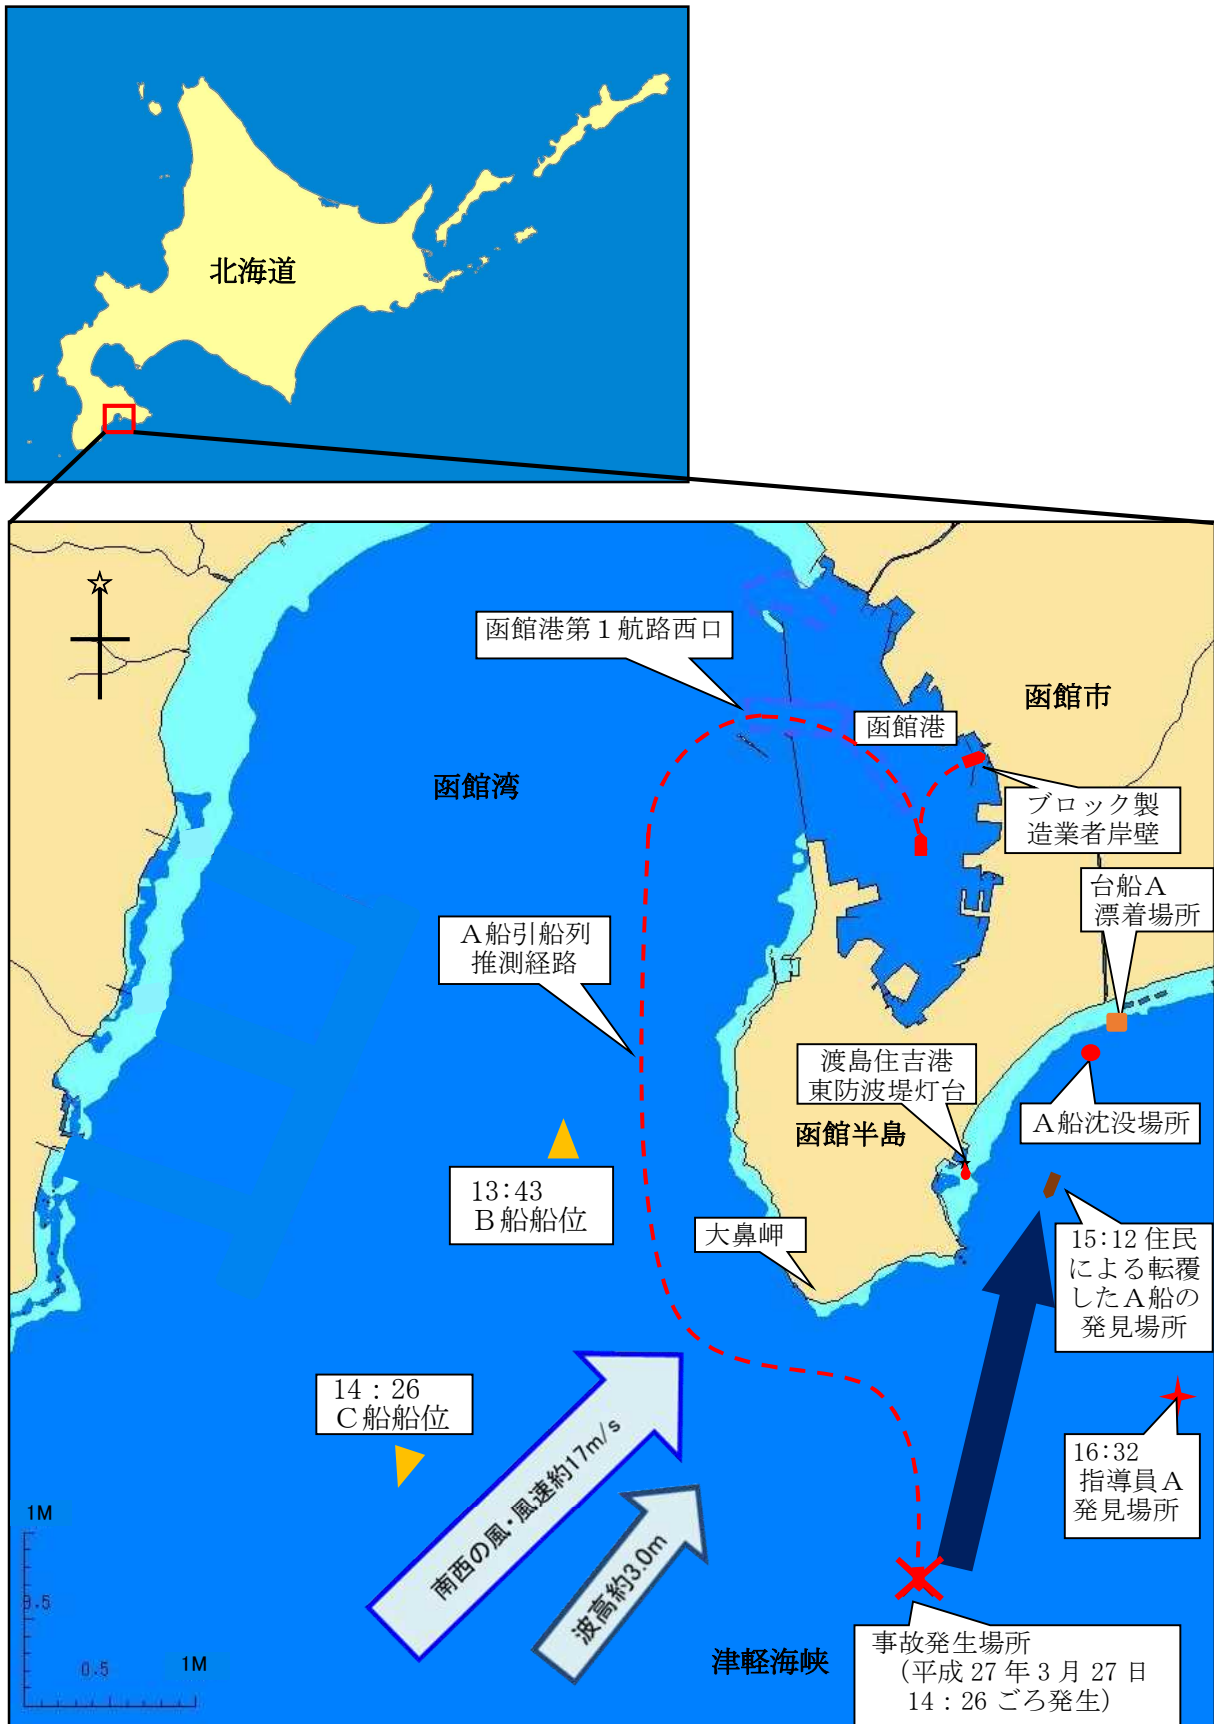 北海道
函館港第１航路西口
函館市
函館港
函館湾
ブロック製
造業者岸壁
台船Ａ
漂着場所
Ａ船引船列
推測経路
渡島住吉港
東防波堤灯台
Ａ船沈没場所
函館半島
13:43
Ｂ船船位
大鼻岬
15:12 住民
による転覆
したＡ船の
発見場所
14：26
Ｃ船船位
16:32
指導員Ａ
発見場所
南西の風・風速約17m/s
波高約3.0m
1M
0.5
0.5
1M
津軽海峡
事故発生場所
（平成 27 年 3 月 27 日
14：26 ごろ発生）